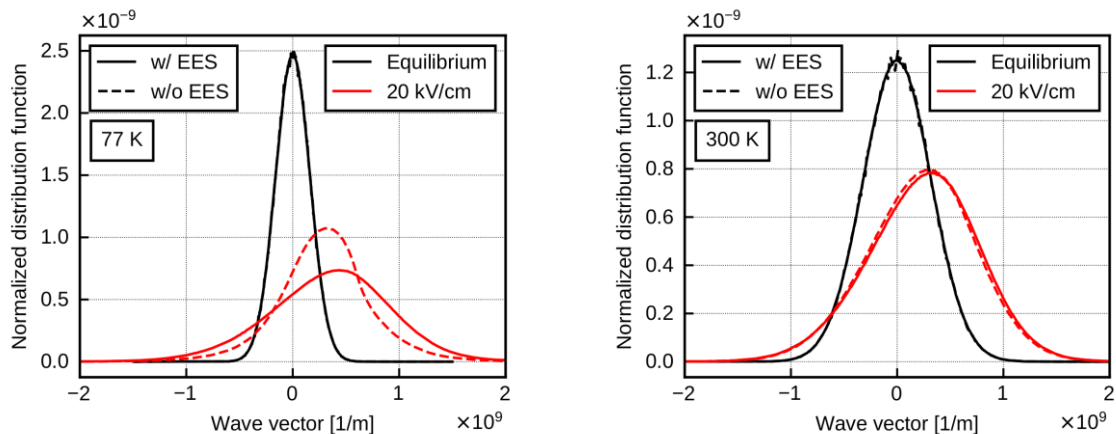 ×10⁻⁹
2.5
2.0
1.5
1.0
0.5
0.0
Normalized distribution function
w/ EES
w/o EES
Equilibrium
20 kV/cm
77 K
−2 −1 0 1 2
Wave vector [1/m]
×10⁹
×10⁻⁹
1.2
1.0
0.8
0.6
0.4
0.2
0.0
Normalized distribution function
w/ EES
w/o EES
Equilibrium
20 kV/cm
300 K
−2 −1 0 1 2
Wave vector [1/m]
×10⁹